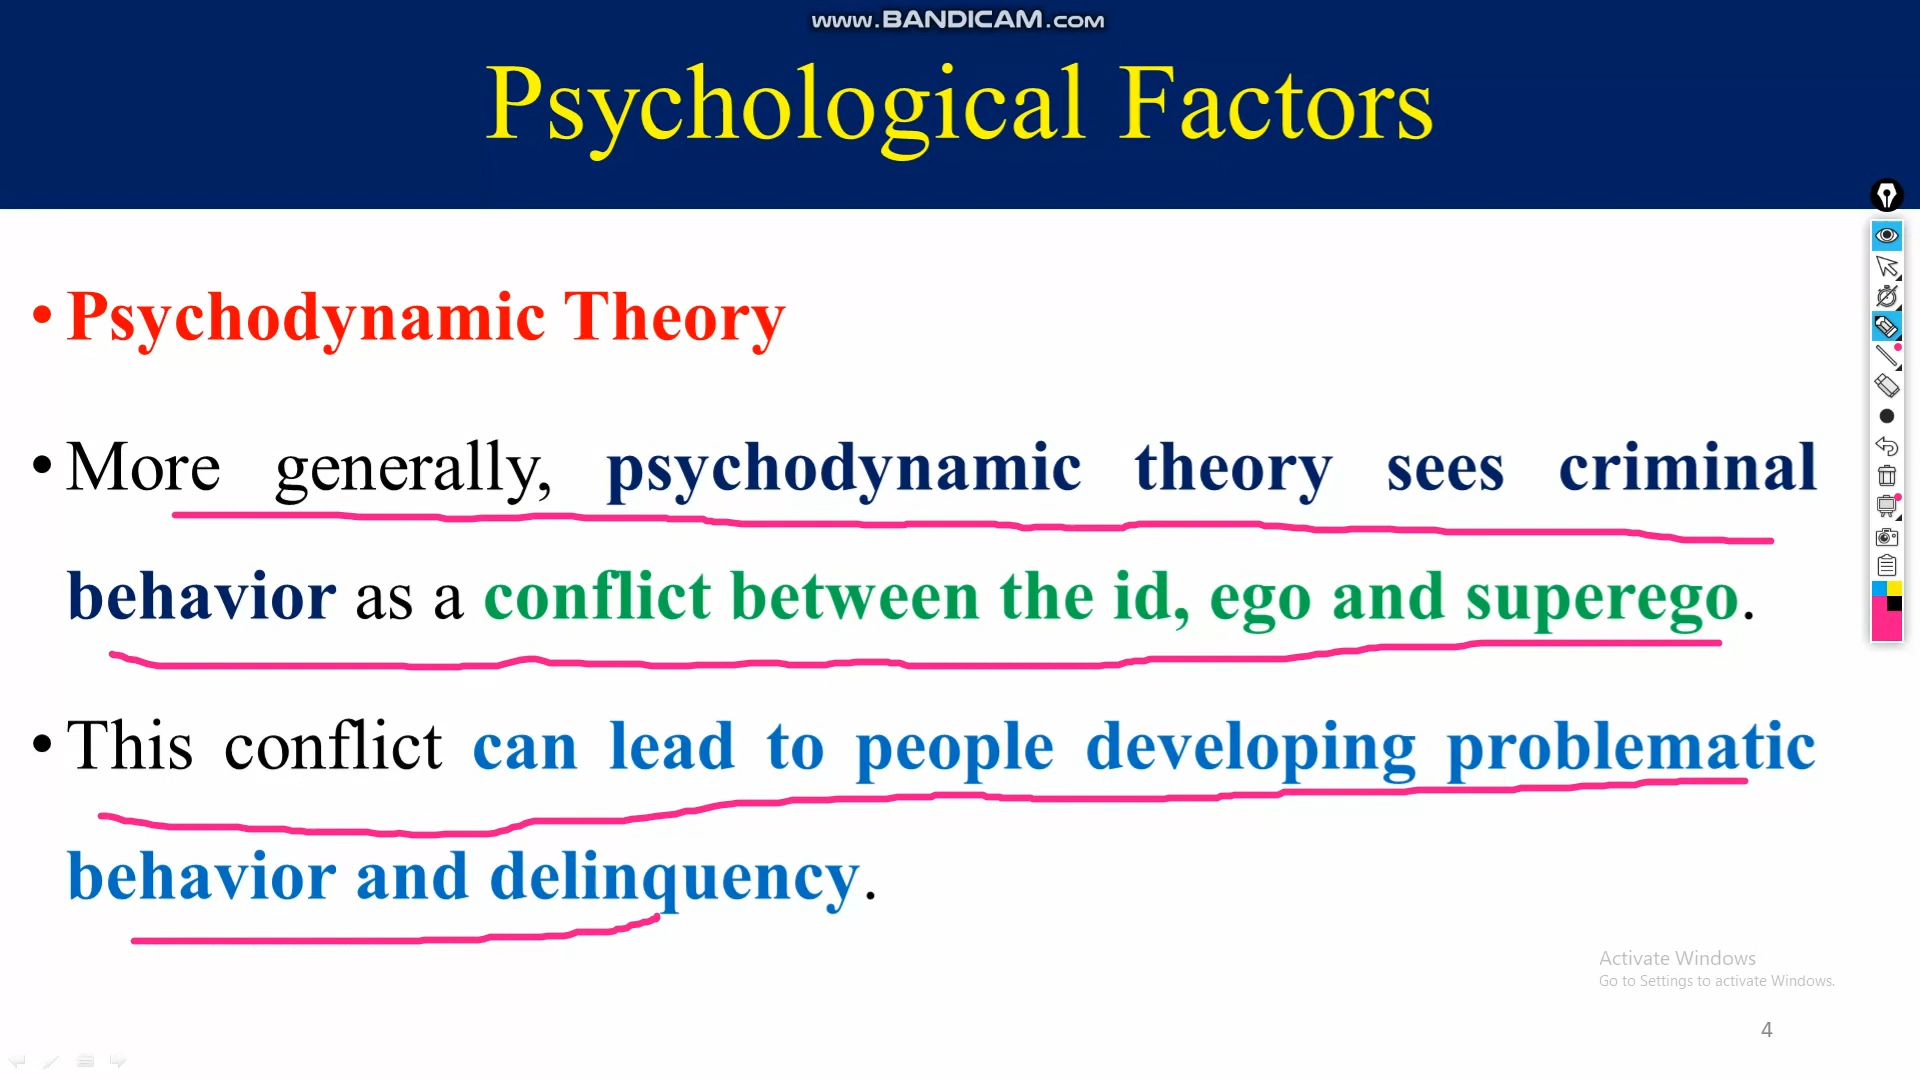 www.BANDICAM.com
Psychological Factors
• Psychodynamic Theory
• More generally, psychodynamic theory sees criminal
behavior as a conflict between the id, ego and superego.
• This conflict can lead to people developing problematic
behavior and delinquency.
Activate Windows
Go to Settings to activate Windows.
4